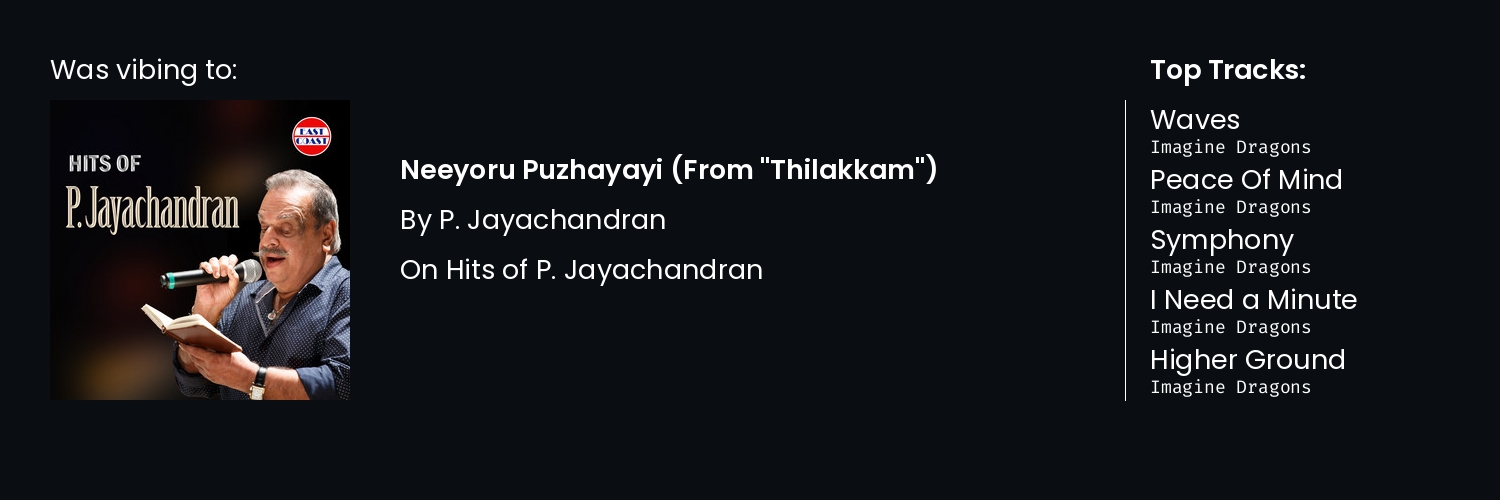 Was vibing to:
EAST
COAST
HITS OF
P. Jayachandran
Neeyoru Puzhayayi (From "Thilakkam")
By P. Jayachandran
On Hits of P. Jayachandran
Top Tracks:
Waves
Imagine Dragons
Peace Of Mind
Imagine Dragons
Symphony
Imagine Dragons
I Need a Minute
Imagine Dragons
Higher Ground
Imagine Dragons